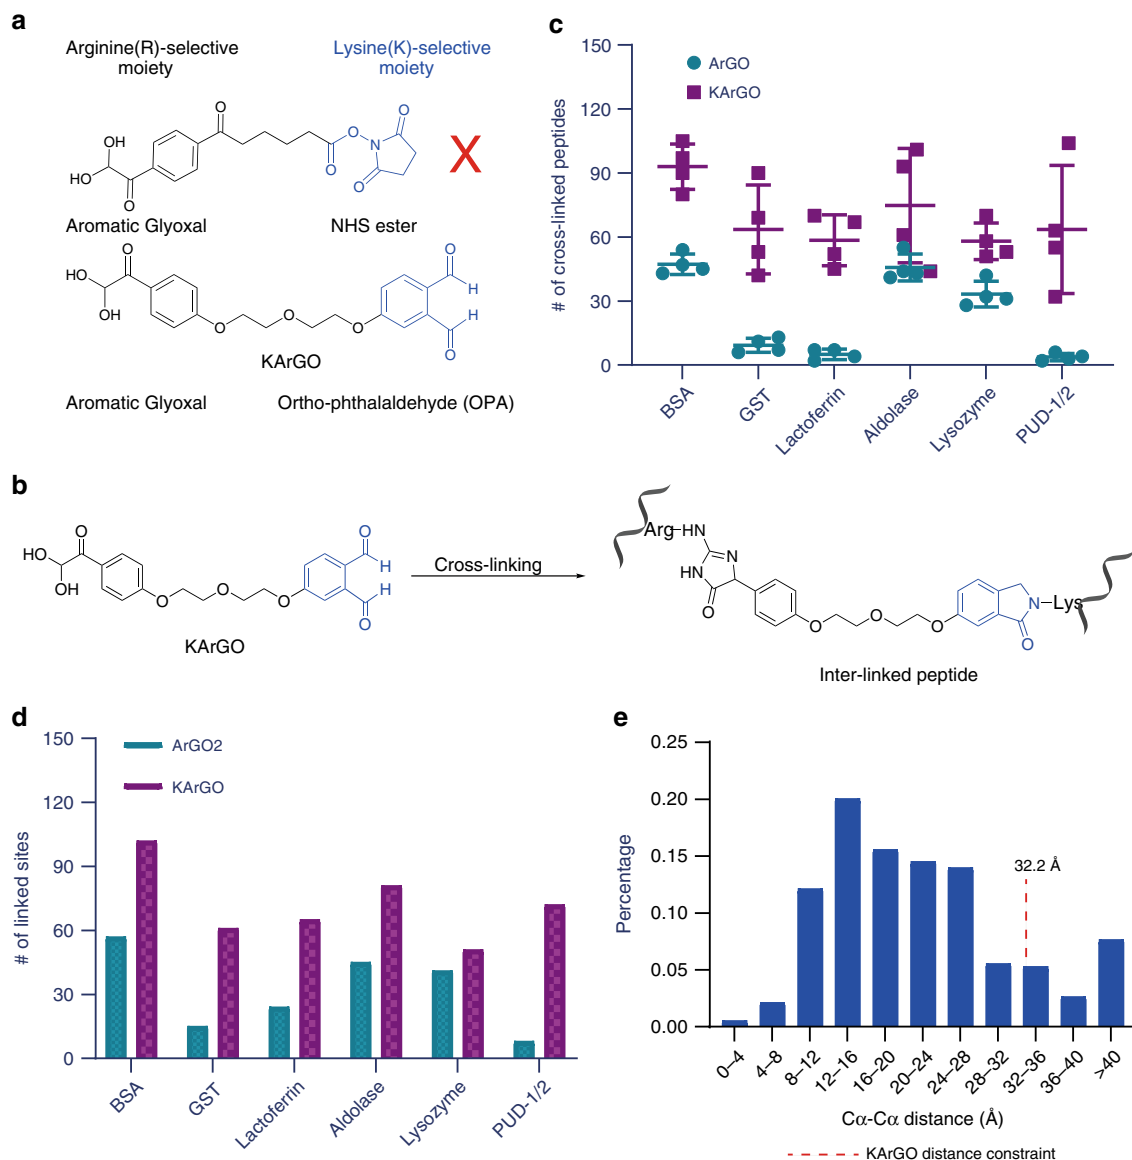 a
Arginine(R)-selective
moiety
Lysine(K)-selective
moiety
OH
HO
O
O
O
O
O
N
O
O
X
Aromatic Glyoxal
NHS ester
HO
O
OH
O
O
O
O
H
H
O
KArGO
Aromatic Glyoxal
Ortho-phthalaldehyde (OPA)
c
# of cross-linked peptides
150
120
90
60
30
0
ArGO
KArGO
BSA
GST
Lactoferrin
Aldolase
Lysozyme
PUD-1/2
b
HO
O
OH
O
O
O
O
H
H
O
KArGO
Cross-linking
Arg
HN
N
HN
O
O
O
O
N
Lys
O
Inter-linked peptide
d
# of linked sites
150
120
90
60
30
0
ArGO2
KArGO
BSA
GST
Lactoferrin
Aldolase
Lysozyme
PUD-1/2
e
Percentage
0.25
0.20
0.15
0.10
0.05
0.00
32.2 Å
0–4
4–8
8–12
12–16
16–20
20–24
24–28
28–32
32–36
36–40
>40
Cα-Cα distance (Å)
KArGO distance constraint